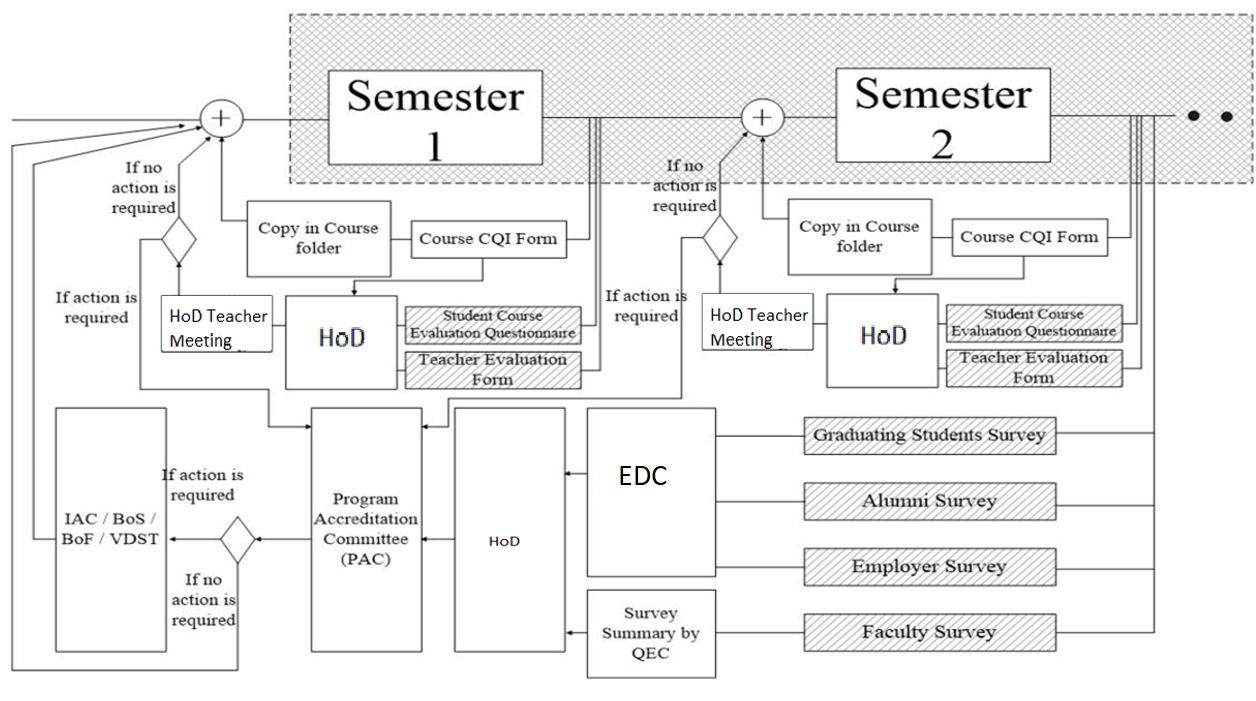 Semester
1
Semester
2
+
+
If no
action is
required
If no
action is
required
Copy in Course
folder
Course CQI Form
Copy in Course
folder
Course CQI Form
If action is
required
HoD Teacher
Meeting
HoD
Student Course
Evaluation Questionnaire
Teacher Evaluation
Form
If action is
required
HoD Teacher
Meeting
HoD
Student Course
Evaluation Questionnaire
Teacher Evaluation
Form
IAC / BoS /
BoF / VDST
If action is
required
If no
action is
required
Program
Accreditation
Committee
(PAC)
HoD
EDC
Survey
Summary by
QEC
Graduating Students Survey
Alumni Survey
Employer Survey
Faculty Survey